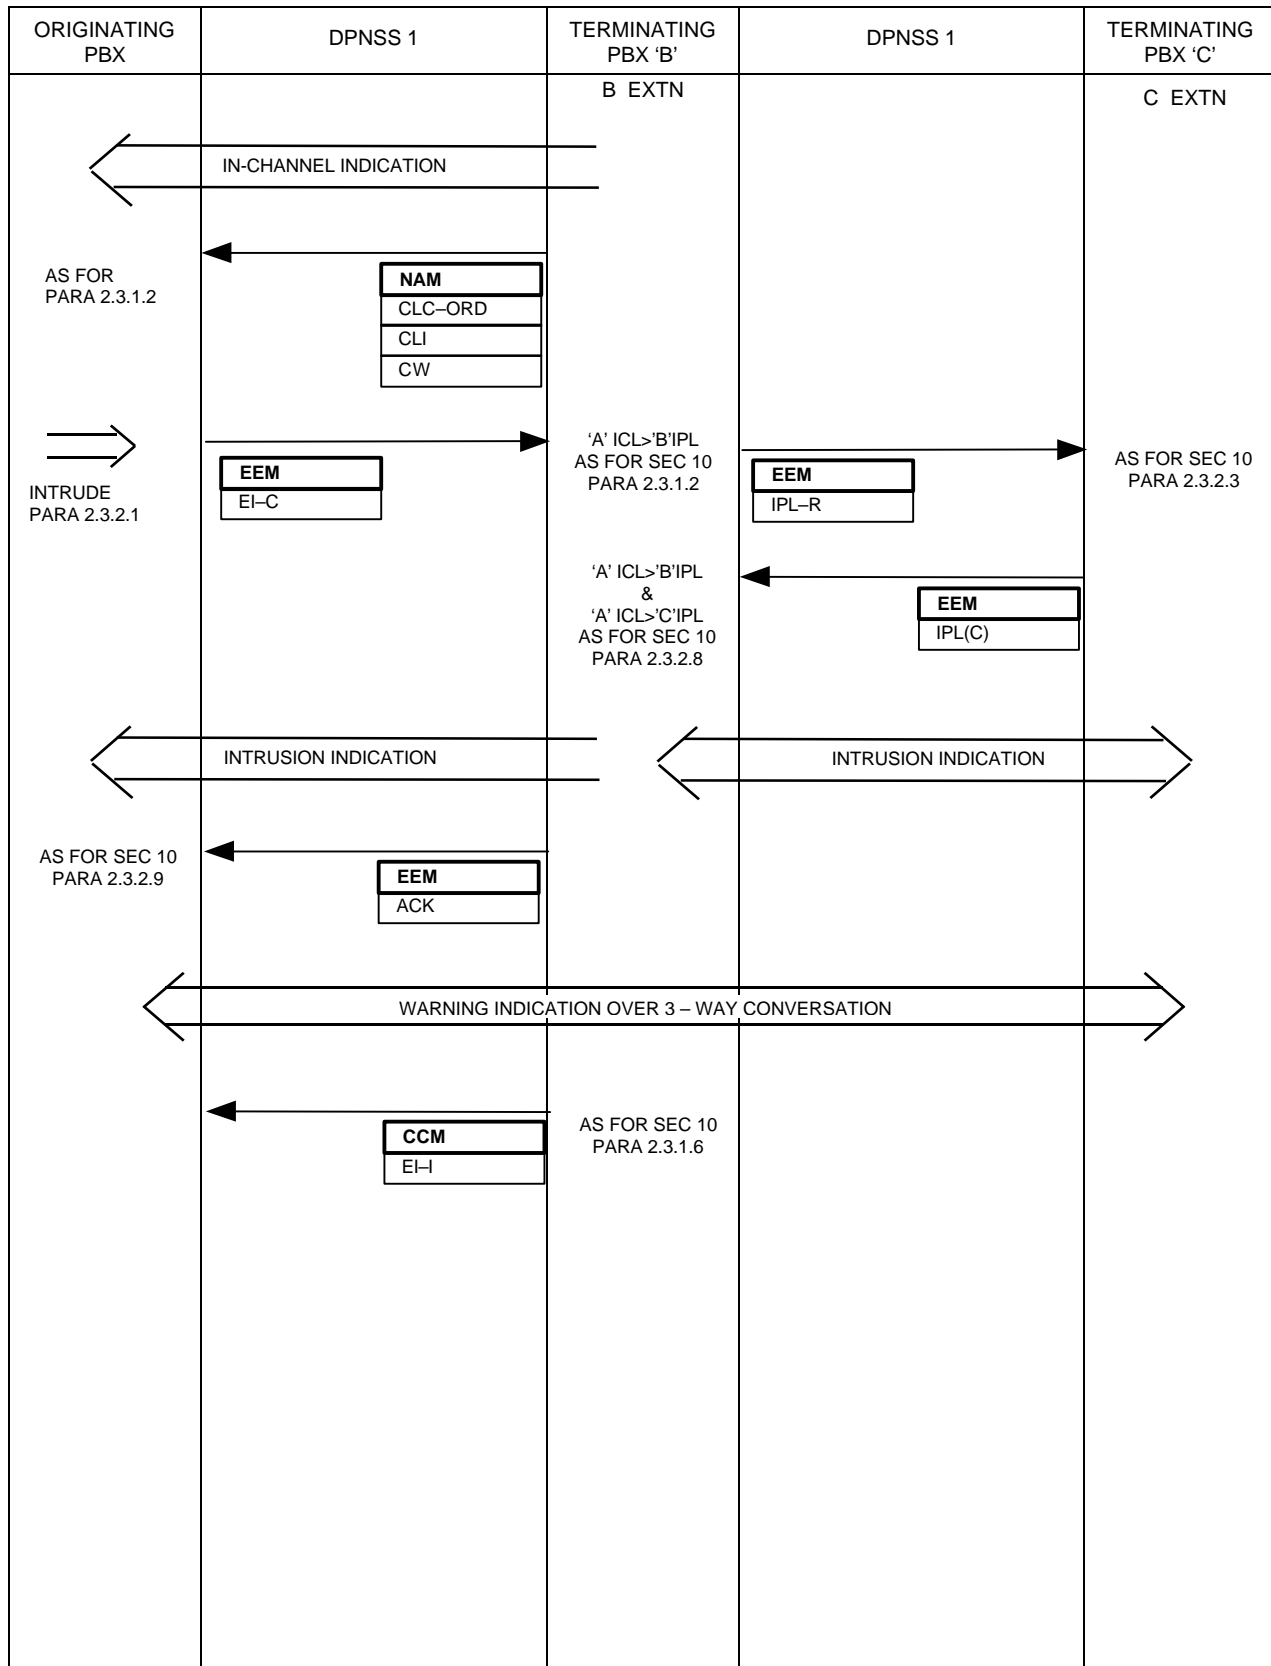 ORIGINATING
PBX
DPNSS 1
TERMINATING
PBX ‘B’
DPNSS 1
TERMINATING
PBX ‘C’
B EXTN
C EXTN
IN-CHANNEL INDICATION
AS FOR
PARA 2.3.1.2
NAM
CLC–ORD
CLI
CW
INTRUDE
PARA 2.3.2.1
EEM
EI–C
‘A’ ICL>’B’IPL
AS FOR SEC 10
PARA 2.3.1.2
EEM
IPL–R
AS FOR SEC 10
PARA 2.3.2.3
‘A’ ICL>’B’IPL
&
‘A’ ICL>’C’IPL
AS FOR SEC 10
PARA 2.3.2.8
EEM
IPL(C)
INTRUSION INDICATION
INTRUSION INDICATION
AS FOR SEC 10
PARA 2.3.2.9
EEM
ACK
WARNING INDICATION OVER 3 – WAY CONVERSATION
CCM
EI–I
AS FOR SEC 10
PARA 2.3.1.6